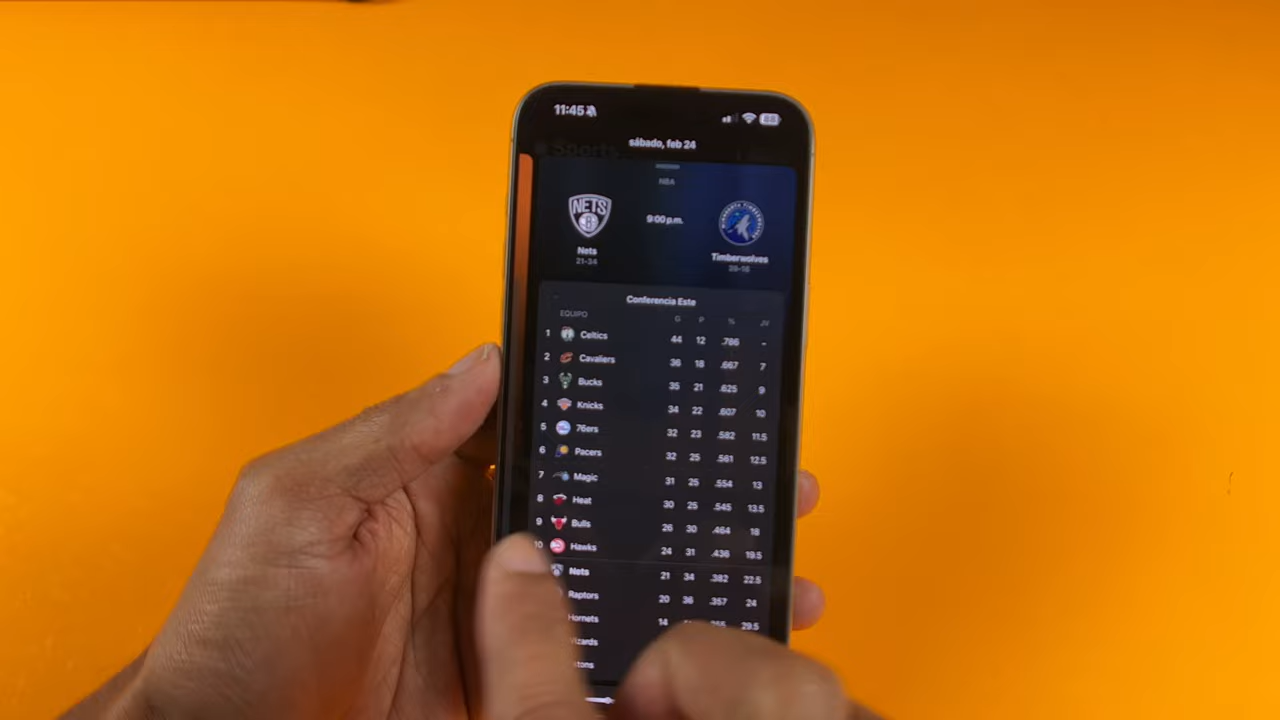 11:45
88
sábado, feb 24
Sports
NBA
NETS
B
9:00 p.m.
Nets
21-34
Timberwolves
Conferencia Este
EQUIPO G P % JV
1 Celtics 44 12 .786 -
2 Cavaliers 36 18 .667 7
3 Bucks 35 21 .625 9
4 Knicks 34 22 .607 10
5 76ers 32 23 .582 11.5
6 Pacers 32 25 .561 12.5
7 Magic 31 25 .554 13
8 Heat 30 25 .545 13.5
9 Bulls 26 30 .464 18
10 Hawks 24 31 .436 19.5
Nets 21 34 .382 22.5
Raptors 20 36 .357 24
Hornets 14 29.5